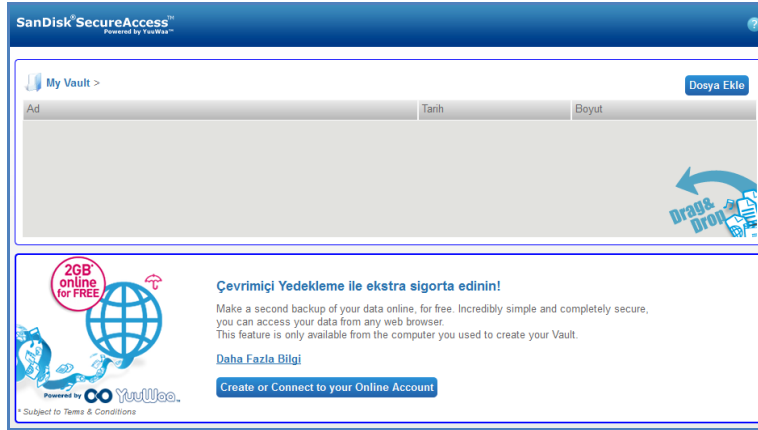 SanDisk®SecureAccess™
Powered by YuuWaa™
?
My Vault >
Dosya Ekle
Ad Tarih Boyut
Drag&
Drop
2GB*
online
for FREE
Çevrimiçi Yedekleme ile ekstra sigorta edinin!
Make a second backup of your data online, for free. Incredibly simple and completely secure,
you can access your data from any web browser.
This feature is only available from the computer you used to create your Vault.
Daha Fazla Bilgi
Create or Connect to your Online Account
Powered by YuuWaa™
* Subject to Terms & Conditions